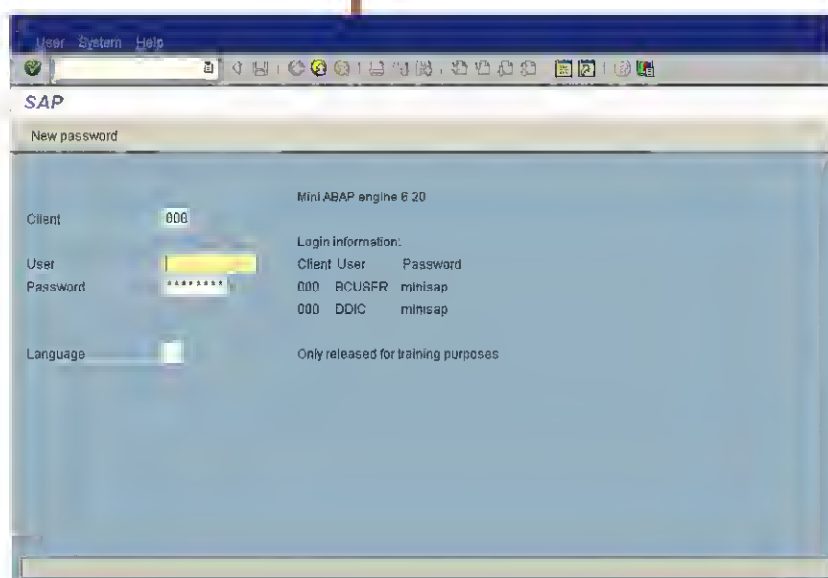 User System Help
SAP
New password
Mini ABAP engine 6 20
Client 000
Login information:
User Client User Password
Password ******** 000 BCUSER minisap
000 DDIC minisap
Language Only released for training purposes